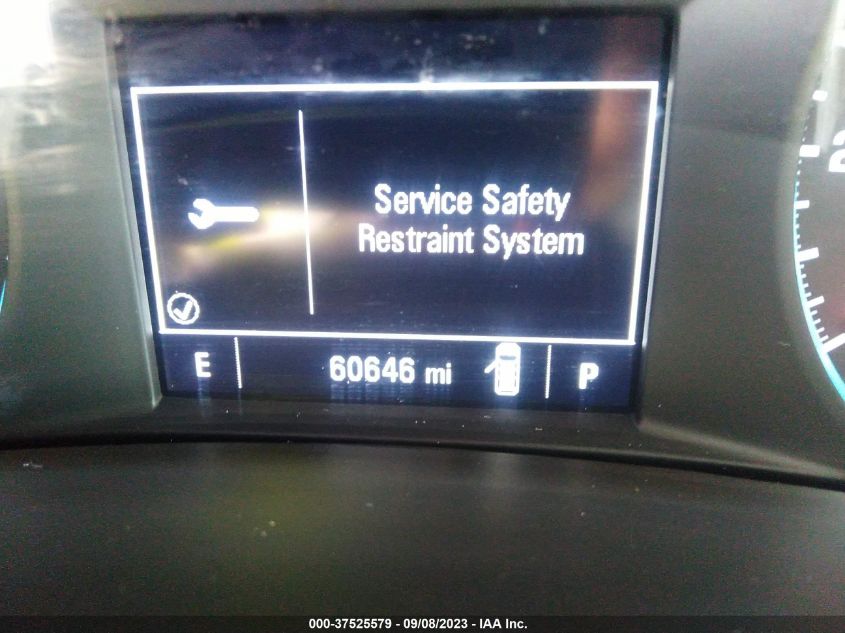 Service Safety
Restraint System
E 60646 mi P
000-37525579 - 09/08/2023 - IAA Inc.